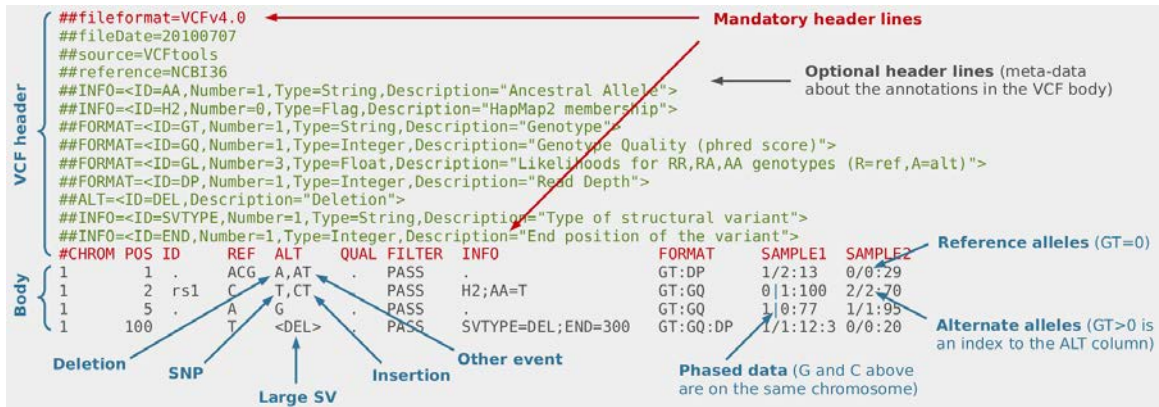 ##fileformat=VCFv4.0
Mandatory header lines
##fileDate=20100707
##source=VCFtools
##reference=NCBI36
Optional header lines (meta-data
about the annotations in the VCF body)
##INFO=<ID=AA,Number=1,Type=String,Description="Ancestral Allele">
##INFO=<ID=H2,Number=0,Type=Flag,Description="HapMap2 membership">
##FORMAT=<ID=GT,Number=1,Type=String,Description="Genotype">
##FORMAT=<ID=GQ,Number=1,Type=Integer,Description="Genotype Quality (phred score)">
##FORMAT=<ID=GL,Number=3,Type=Float,Description="Likelihoods for RR,RA,AA genotypes (R=ref,A=alt)">
##FORMAT=<ID=DP,Number=1,Type=Integer,Description="Read Depth">
##ALT=<ID=DEL,Description="Deletion">
##INFO=<ID=SVTYPE,Number=1,Type=String,Description="Type of structural variant">
##INFO=<ID=END,Number=1,Type=Integer,Description="End position of the variant">
VCF header
#CHROM POS ID REF ALT QUAL FILTER INFO FORMAT SAMPLE1 SAMPLE2
1 1 . ACG A,AT . PASS . GT:DP 1/2:13 0/0:29
1 2 rs1 C T,CT . PASS H2;AA=T GT:GQ 0|1:100 2/2:70
1 5 . A G . PASS . GT:GQ 1|0:77 1/1:95
1 100 T <DEL> . PASS SVTYPE=DEL;END=300 GT:GQ:DP 1/1:12:3 0/0:20
Body
Reference alleles (GT=0)
Alternate alleles (GT>0 is
an index to the ALT column)
Deletion
SNP
Large SV
Insertion
Other event
Phased data (G and C above
are on the same chromosome)